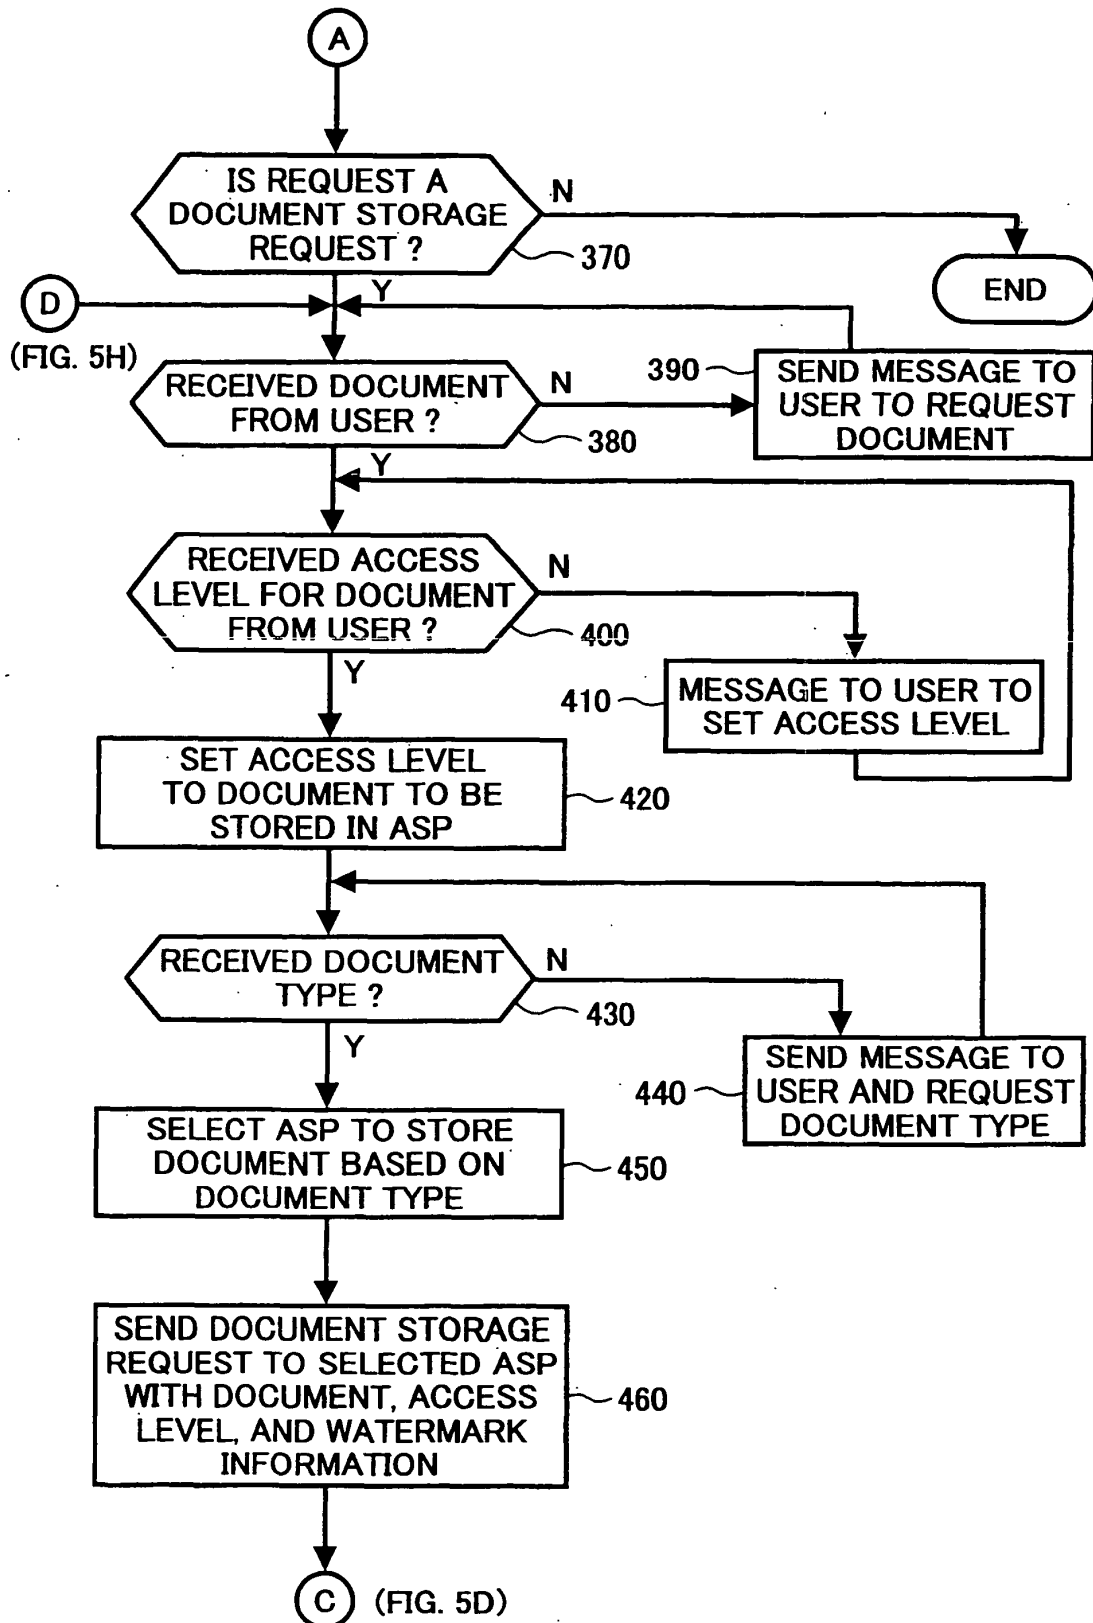 A
IS REQUEST A
DOCUMENT STORAGE
REQUEST ?
N
370
END
Y
D
(FIG. 5H)
RECEIVED DOCUMENT
FROM USER ?
N
380
390
SEND MESSAGE TO
USER TO REQUEST
DOCUMENT
Y
RECEIVED ACCESS
LEVEL FOR DOCUMENT
FROM USER ?
N
400
Y
410
MESSAGE TO USER TO
SET ACCESS LEVEL
SET ACCESS LEVEL
TO DOCUMENT TO BE
STORED IN ASP
420
RECEIVED DOCUMENT
TYPE ?
N
430
Y
440
SEND MESSAGE TO
USER AND REQUEST
DOCUMENT TYPE
SELECT ASP TO STORE
DOCUMENT BASED ON
DOCUMENT TYPE
450
SEND DOCUMENT STORAGE
REQUEST TO SELECTED ASP
WITH DOCUMENT, ACCESS
LEVEL, AND WATERMARK
INFORMATION
460
C
(FIG. 5D)